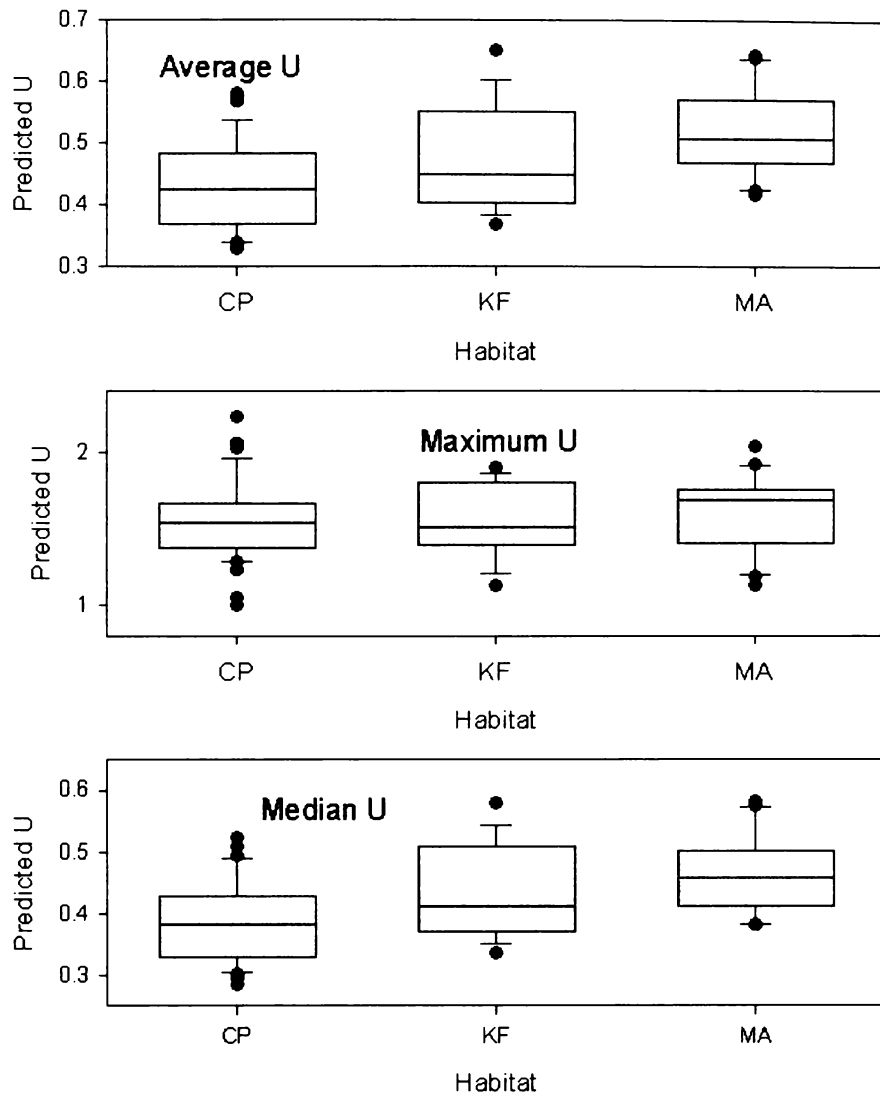 0.7
Average U
0.6
0.5
0.4
0.3
Predicted U
CP KF MA
Habitat
Maximum U
2
1
Predicted U
CP KF MA
Habitat
0.6
Median U
0.5
0.4
0.3
Predicted U
CP KF MA
Habitat